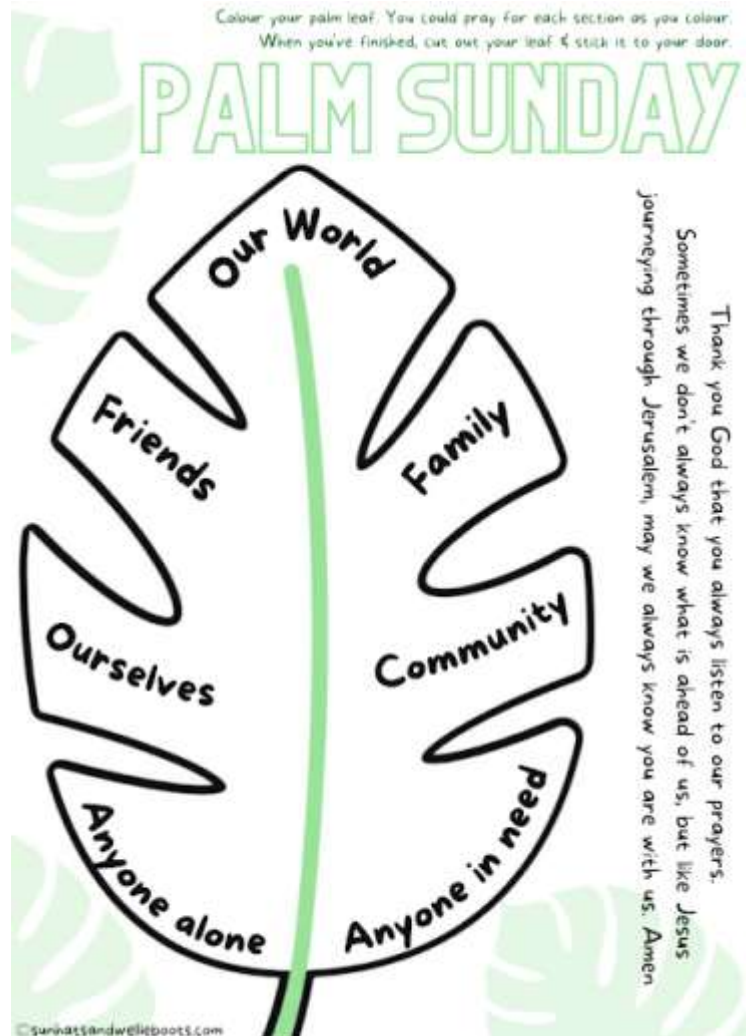 Colour your palm leaf. You could pray for each section as you colour.
When you've finished, cut out your leaf & stick it to your door.
PALM SUNDAY
Our World
Friends
Family
Ourselves
Community
Anyone alone
Anyone in need
Thank you God that you always listen to our prayers.
Sometimes we don't always know what is ahead of us, but like Jesus
journeying through Jerusalem, may we always know you are with us. Amen
©sunhatsandwellieboots.com